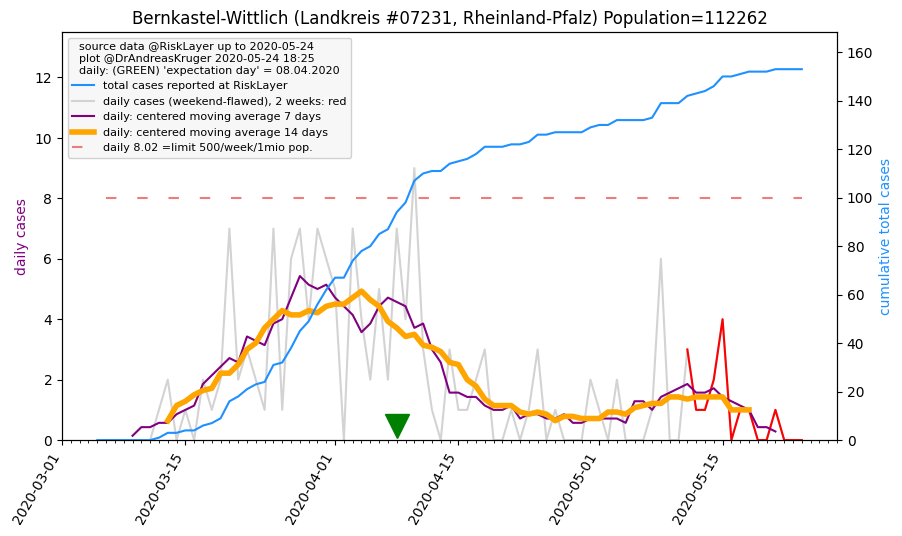 Bernkastel-Wittlich (Landkreis #07231, Rheinland-Pfalz) Population=112262
source data @RiskLayer up to 2020-05-24
plot @DrAndreasKruger 2020-05-24 18:25
daily: (GREEN) 'expectation day' = 08.04.2020
total cases reported at RiskLayer
daily cases (weekend-flawed), 2 weeks: red
daily: centered moving average 7 days
daily: centered moving average 14 days
daily 8.02 =limit 500/week/1mio pop.
daily cases
12
10
8
6
4
2
0
160
140
120
100
80
60
40
20
0
cumulative total cases
2020-03-01
2020-03-15
2020-04-01
2020-04-15
2020-05-01
2020-05-15